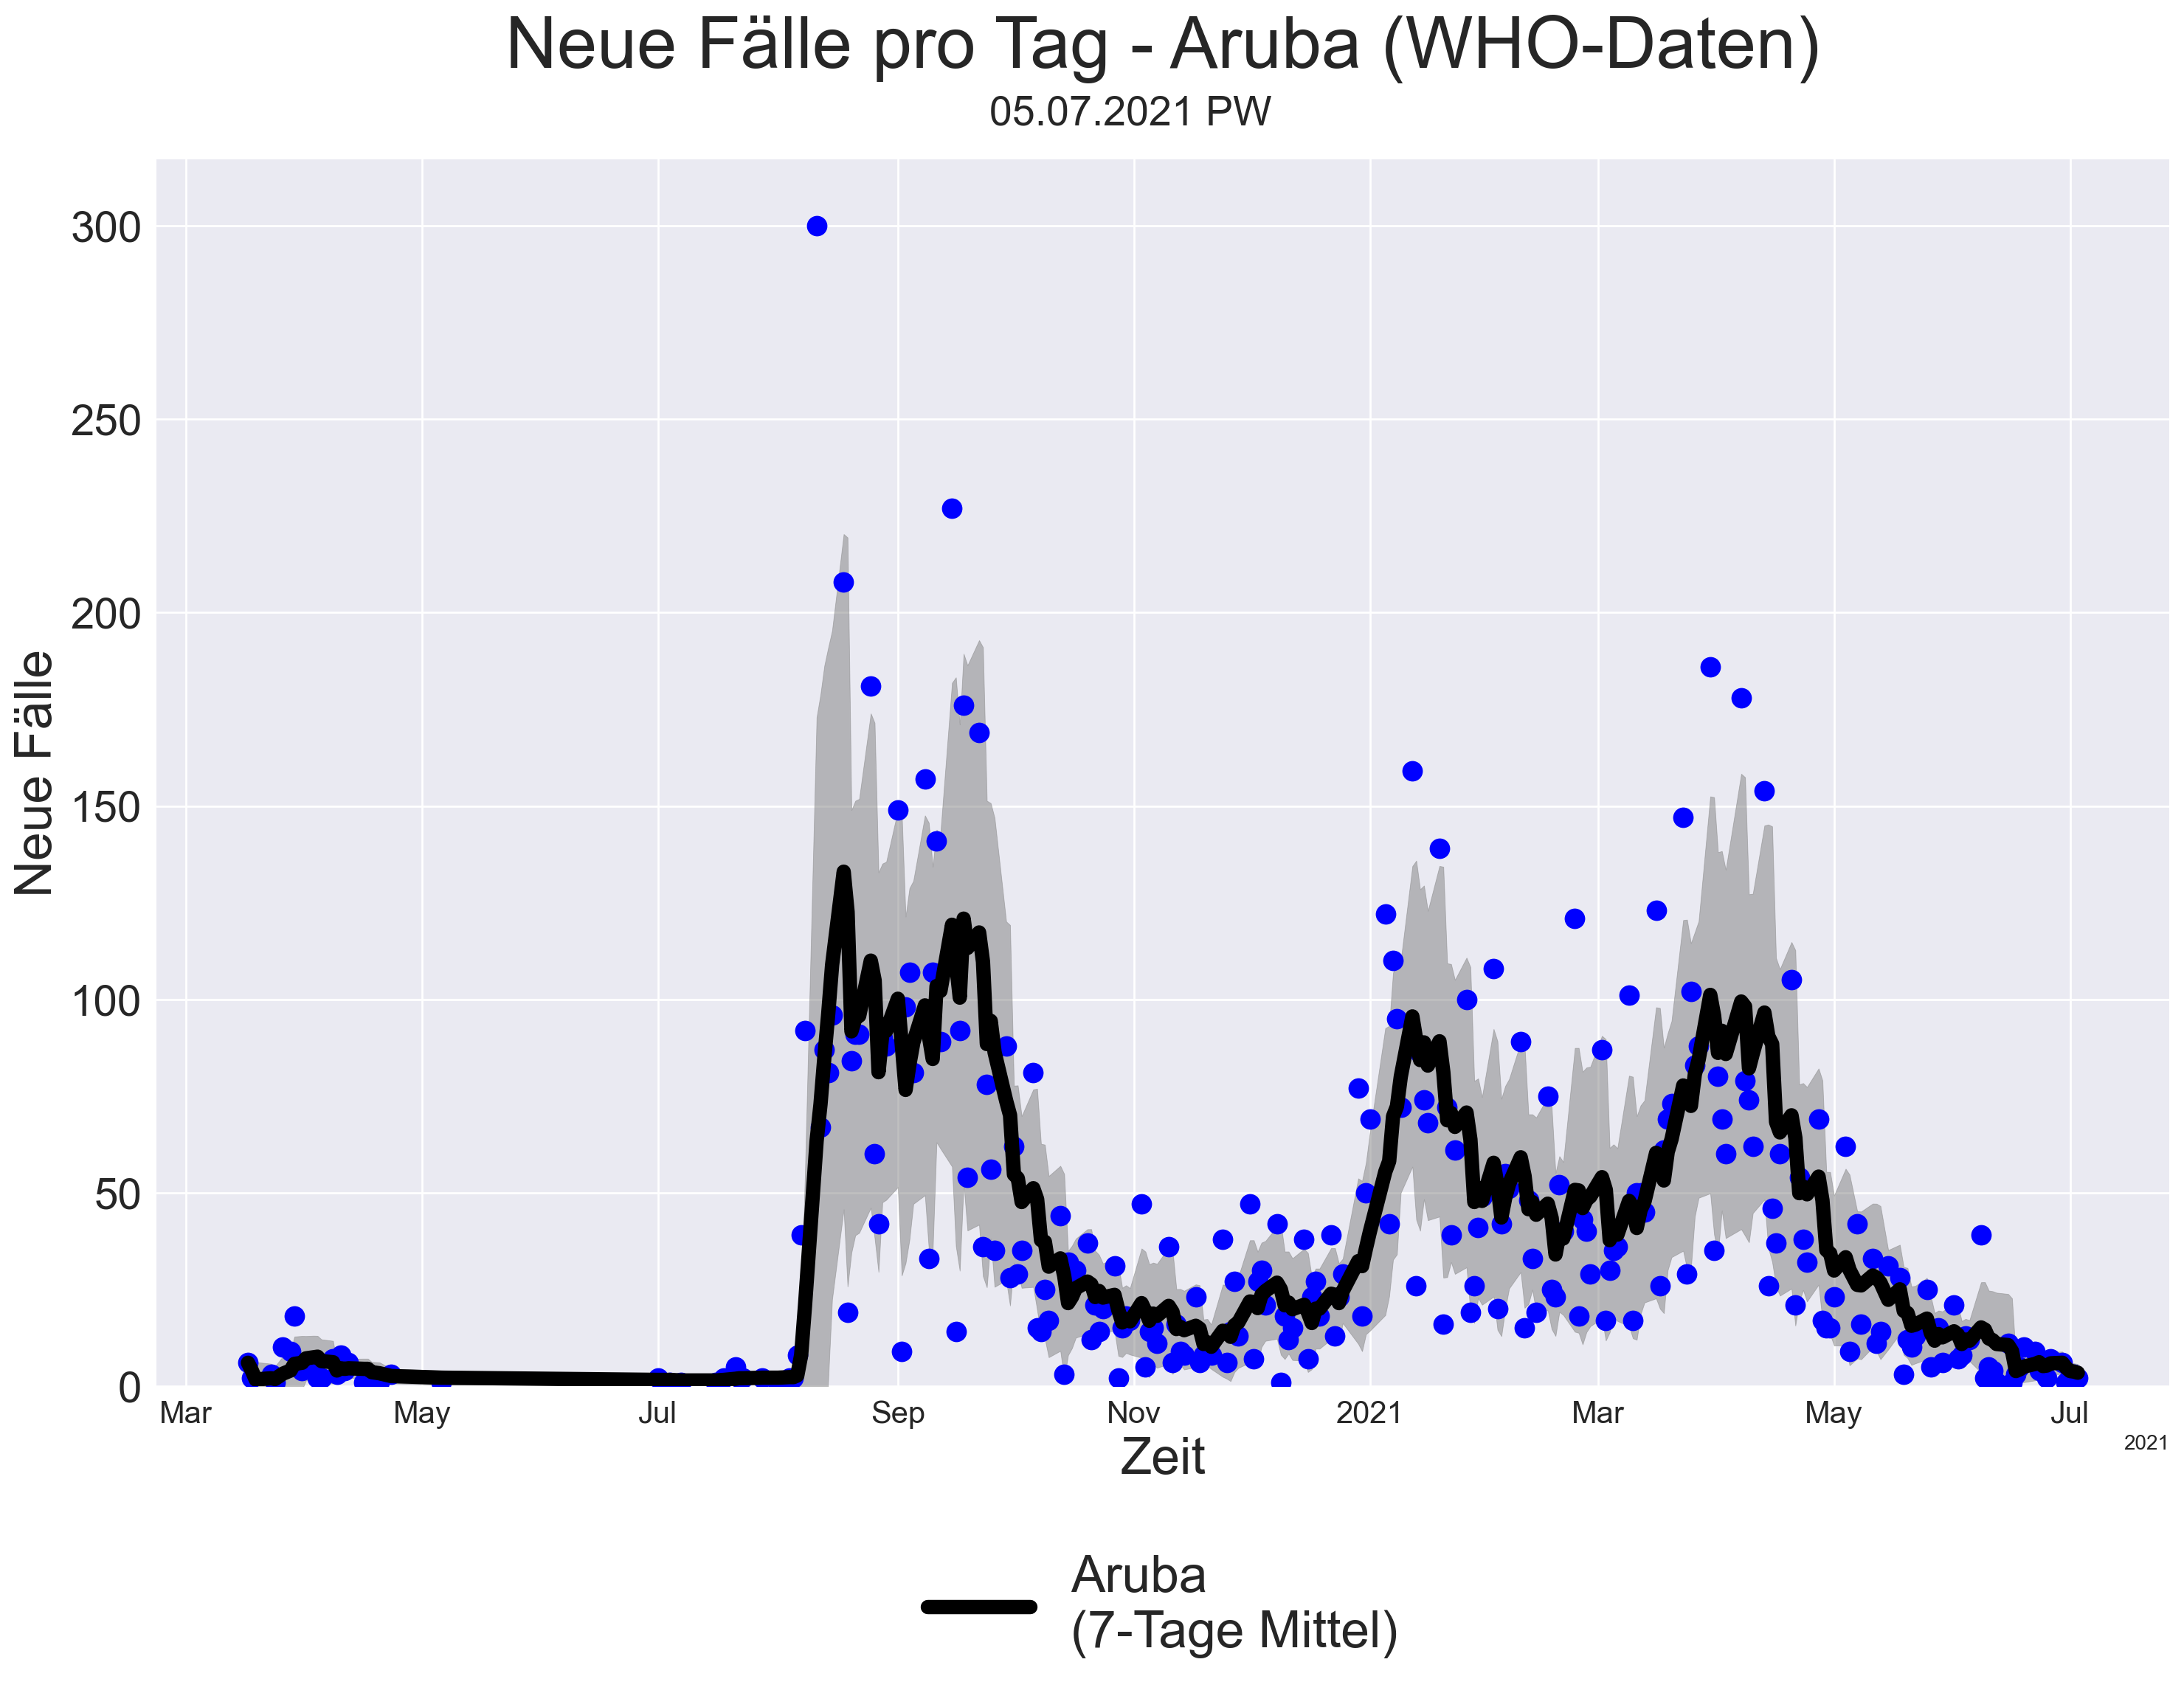 Neue Fälle pro Tag - Aruba (WHO-Daten)
05.07.2021 PW
Neue Fälle
300
250
200
150
100
50
0
Mar May Jul Sep Nov 2021 Mar May Jul
2021
Zeit
Aruba
(7-Tage Mittel)